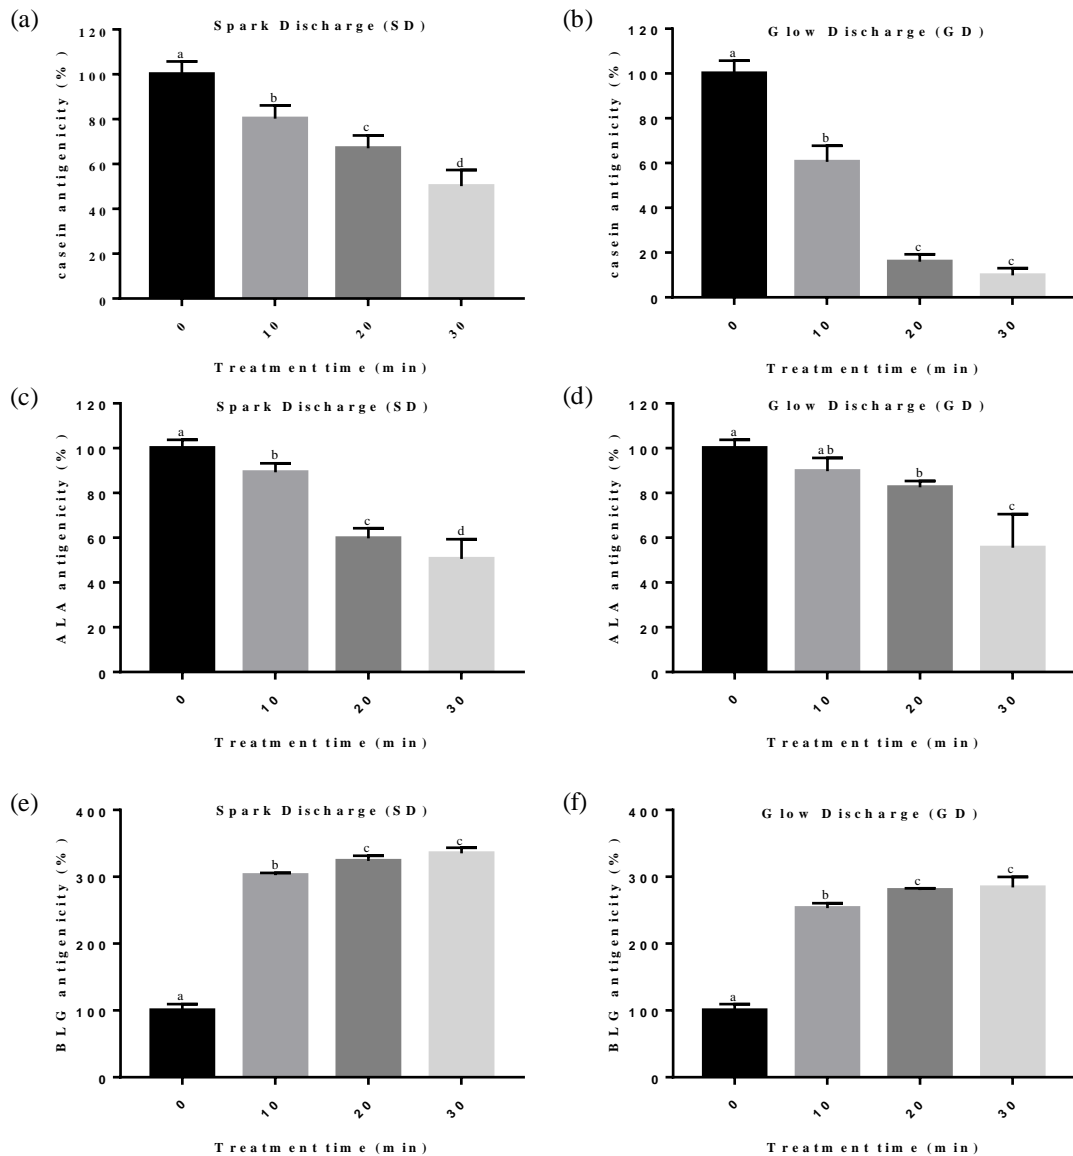 (a)
Spark Discharge (SD)
casein antigenicity (%)
120
100
80
60
40
20
0
a
b
c
d
0
10
20
30
Treatment time (min)
(b)
Glow Discharge (GD)
casein antigenicity (%)
120
100
80
60
40
20
0
a
b
c
c
0
10
20
30
Treatment time (min)
(c)
Spark Discharge (SD)
ALA antigenicity (%)
120
100
80
60
40
20
0
a
b
c
d
0
10
20
30
Treatment time (min)
(d)
Glow Discharge (GD)
ALA antigenicity (%)
120
100
80
60
40
20
0
a
ab
b
c
0
10
20
30
Treatment time (min)
(e)
Spark Discharge (SD)
BLG antigenicity (%)
400
300
200
100
0
a
b
c
c
0
10
20
30
Treatment time (min)
(f)
Glow Discharge (GD)
BLG antigenicity (%)
400
300
200
100
0
a
b
c
c
0
10
20
30
Treatment time (min)